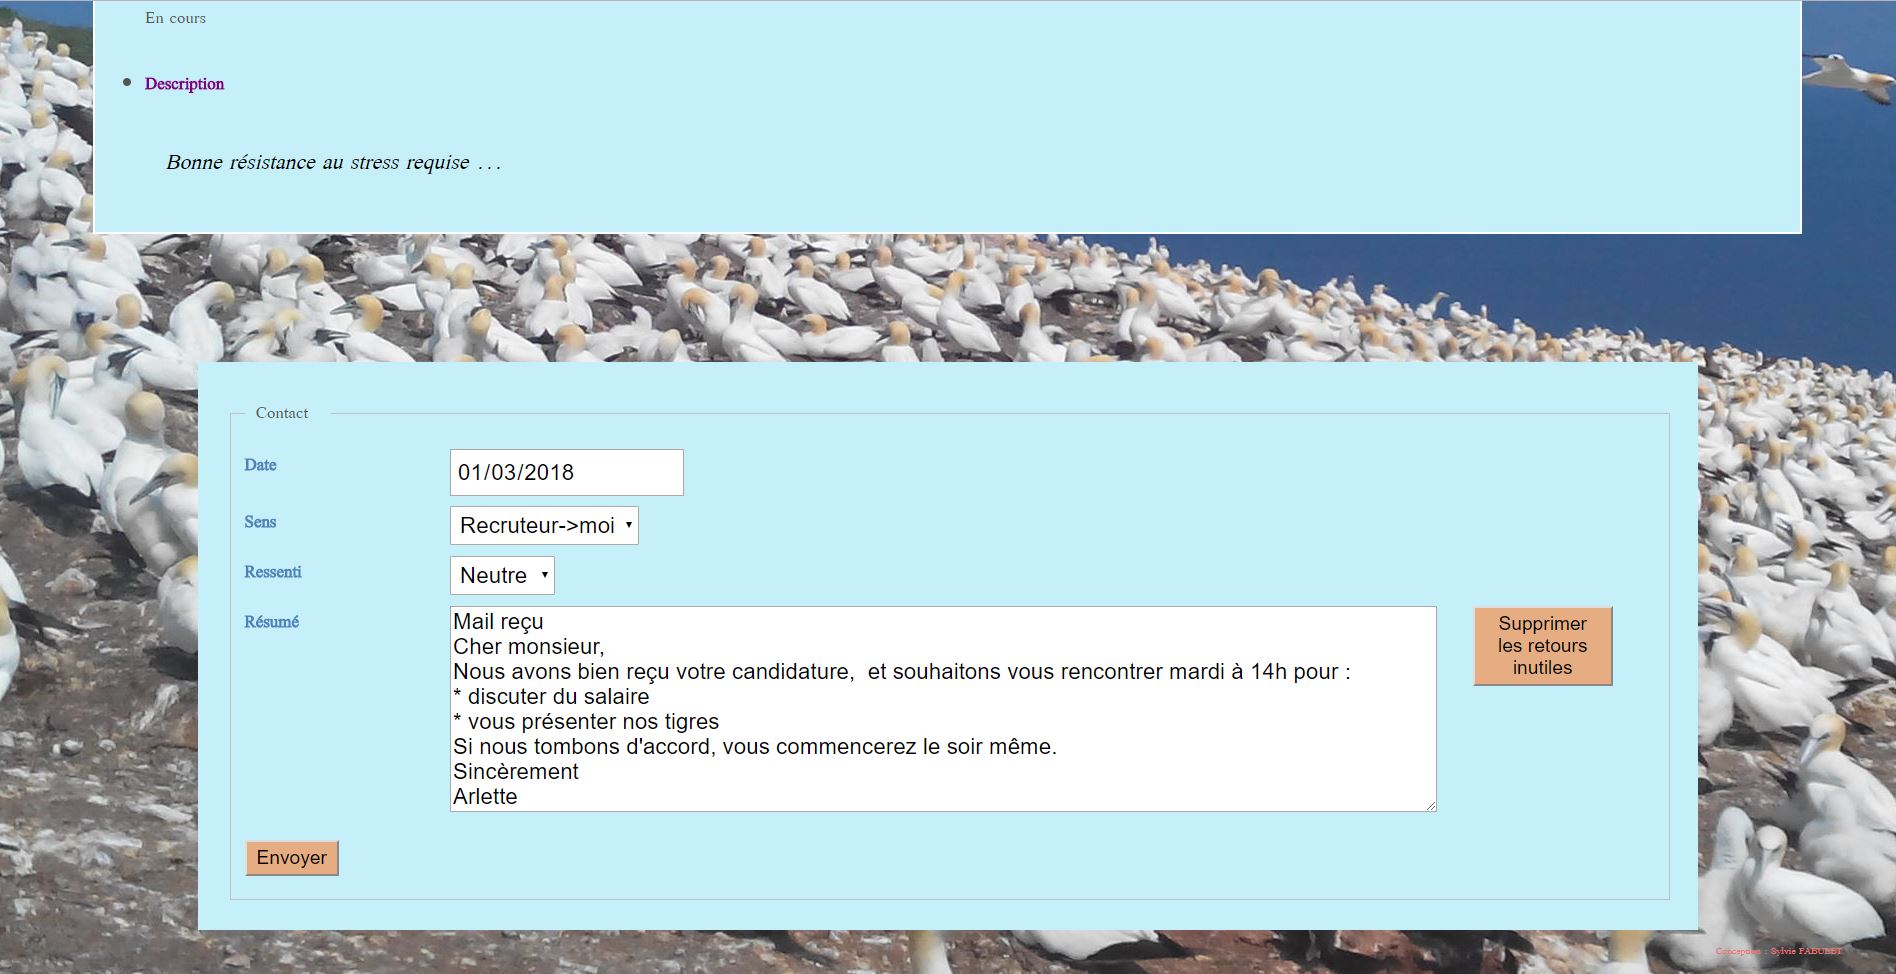 En cours
Description
Bonne résistance au stress requise ...
Contact
Date
01/03/2018
Sens
Recruteur->moi
Ressenti
Neutre
Résumé
Mail reçu
Cher monsieur,
Nous avons bien reçu votre candidature,  et souhaitons vous rencontrer mardi à 14h pour :
* discuter du salaire
* vous présenter nos tigres
Si nous tombons d'accord, vous commencerez le soir même.
Sincèrement
Arlette
Supprimer
les retours
inutiles
Envoyer
Conception : Sylvie FABULET